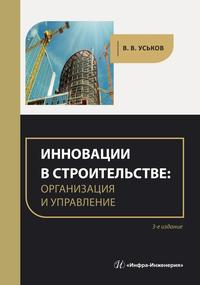 В. В. УСЬКОВ
ИННОВАЦИИ
В СТРОИТЕЛЬСТВЕ:
ОРГАНИЗАЦИЯ
И УПРАВЛЕНИЕ
3-е издание
«Инфра-Инженерия»